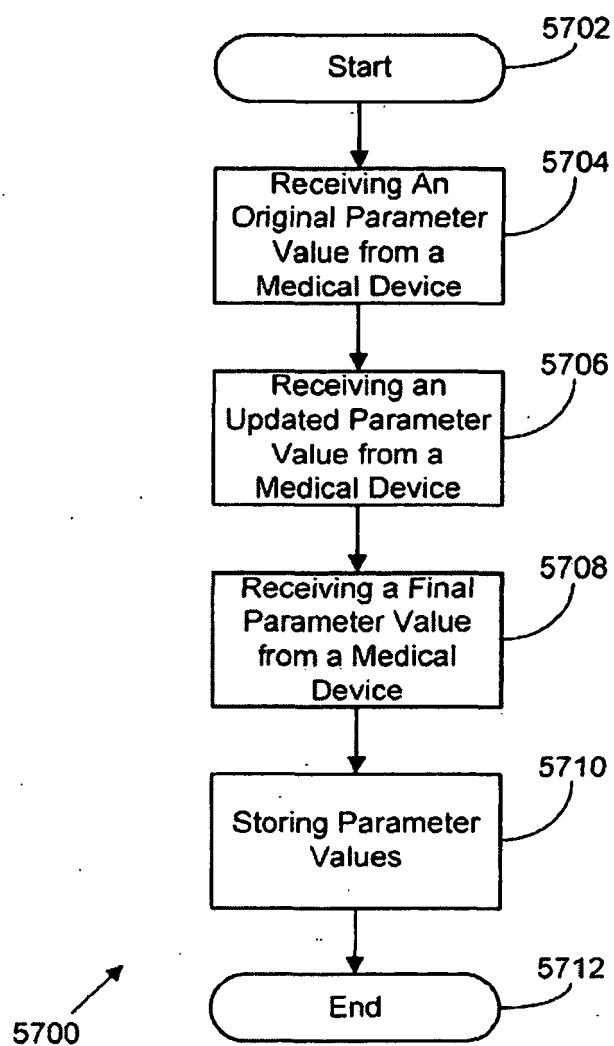 5702
Start
5704
Receiving An
Original Parameter
Value from a
Medical Device
5706
Receiving an
Updated Parameter
Value from a
Medical Device
5708
Receiving a Final
Parameter Value
from a Medical
Device
5710
Storing Parameter
Values
5712
End
5700